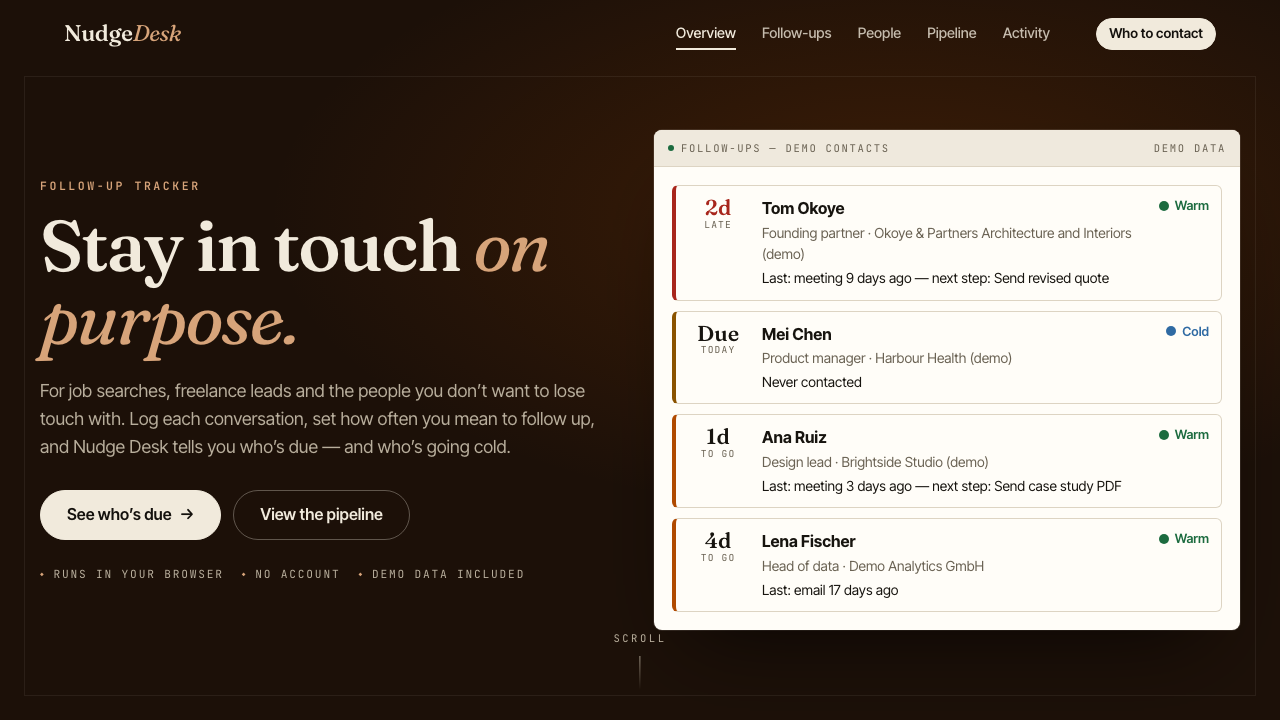 NudgeDesk
Overview
Follow-ups
People
Pipeline
Activity
Who to contact
FOLLOW-UP TRACKER
Stay in touch on
purpose.
For job searches, freelance leads and the people you don’t want to lose
touch with. Log each conversation, set how often you mean to follow up,
and Nudge Desk tells you who’s due — and who’s going cold.
See who’s due →
View the pipeline
• RUNS IN YOUR BROWSER • NO ACCOUNT • DEMO DATA INCLUDED
FOLLOW-UPS — DEMO CONTACTS
DEMO DATA
2d
LATE
Tom Okoye
Warm
Founding partner · Okoye & Partners Architecture and Interiors
(demo)
Last: meeting 9 days ago — next step: Send revised quote
Due
TODAY
Mei Chen
Cold
Product manager · Harbour Health (demo)
Never contacted
1d
TO GO
Ana Ruiz
Warm
Design lead · Brightside Studio (demo)
Last: meeting 3 days ago — next step: Send case study PDF
4d
TO GO
Lena Fischer
Warm
Head of data · Demo Analytics GmbH
Last: email 17 days ago
SCROLL